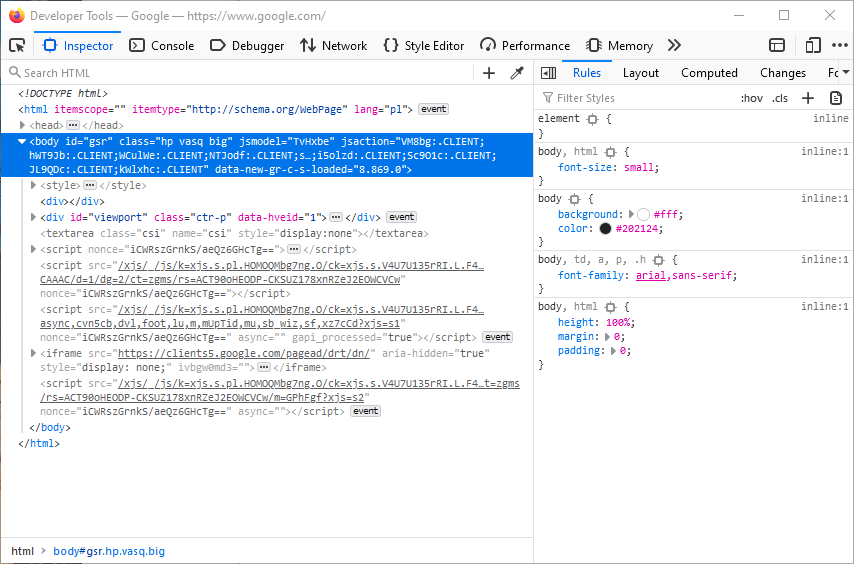 Developer Tools — Google — https://www.google.com/
Inspector Console Debugger Network Style Editor Performance Memory
Search HTML
<!DOCTYPE html>
<html itemscope="" itemtype="http://schema.org/WebPage" lang="pl"> event
<head> ··· </head>
<body id="gsr" class="hp vasq big" jsmodel="TvHxbe" jsaction="VM8bg:.CLIENT;
hWT9Jb:.CLIENT;WCulWe:.CLIENT;NTJodf:.CLIENT;s…;i5olzd:.CLIENT;Sc9O1c:.CLIENT;
JL9QDc:.CLIENT;kWlxhc:.CLIENT" data-new-gr-c-s-loaded="8.869.0">
<style> ··· </style>
<div></div>
<div id="viewport" class="ctr-p" data-hveid="1"> ··· </div> event
<textarea class="csi" name="csi" style="display:none"></textarea>
<script nonce="iCWRszGrnkS/aeQz6GHcTg=="> ··· </script>
<script src="/xjs/_/js/k=xjs.s.pl.HOMOQMbg7ng.O/ck=xjs.s.V4U7U135rRI.L.F4…
CAAAC/d=1/dg=2/ct=zgms/rs=ACT90oHEODP-CKSUZ178xnRZeJ2EOWCVCw"
nonce="iCWRszGrnkS/aeQz6GHcTg=="></script>
<script src="/xjs/_/js/k=xjs.s.pl.HOMOQMbg7ng.O/ck=xjs.s.V4U7U135rRI.L.F4…
async,cvn5cb,dvl,foot,lu,m,mUpTid,mu,sb_wiz,sf,xz7cCd?xjs=s1"
nonce="iCWRszGrnkS/aeQz6GHcTg==" async="" gapi_processed="true"></script> event
<iframe src="https://clients5.google.com/pagead/drt/dn/" aria-hidden="true"
style="display: none;" ivbgw0md3=""> ··· </iframe>
<script src="/xjs/_/js/k=xjs.s.pl.HOMOQMbg7ng.O/ck=xjs.s.V4U7U135rRI.L.F4…t=zgms
/rs=ACT90oHEODP-CKSUZ178xnRZeJ2EOWCVCw/m=GPhFgf?xjs=s2"
nonce="iCWRszGrnkS/aeQz6GHcTg==" async=""></script> event
</body>
</html>
html > body#gsr.hp.vasq.big
Rules Layout Computed Changes Fo
Filter Styles :hov .cls
element { inline
}
body, html { inline:1
font-size: small;
}
body { inline:1
background: #fff;
color: #202124;
}
body, td, a, p, .h { inline:1
font-family: arial,sans-serif;
}
body, html { inline:1
height: 100%;
margin: 0;
padding: 0;
}